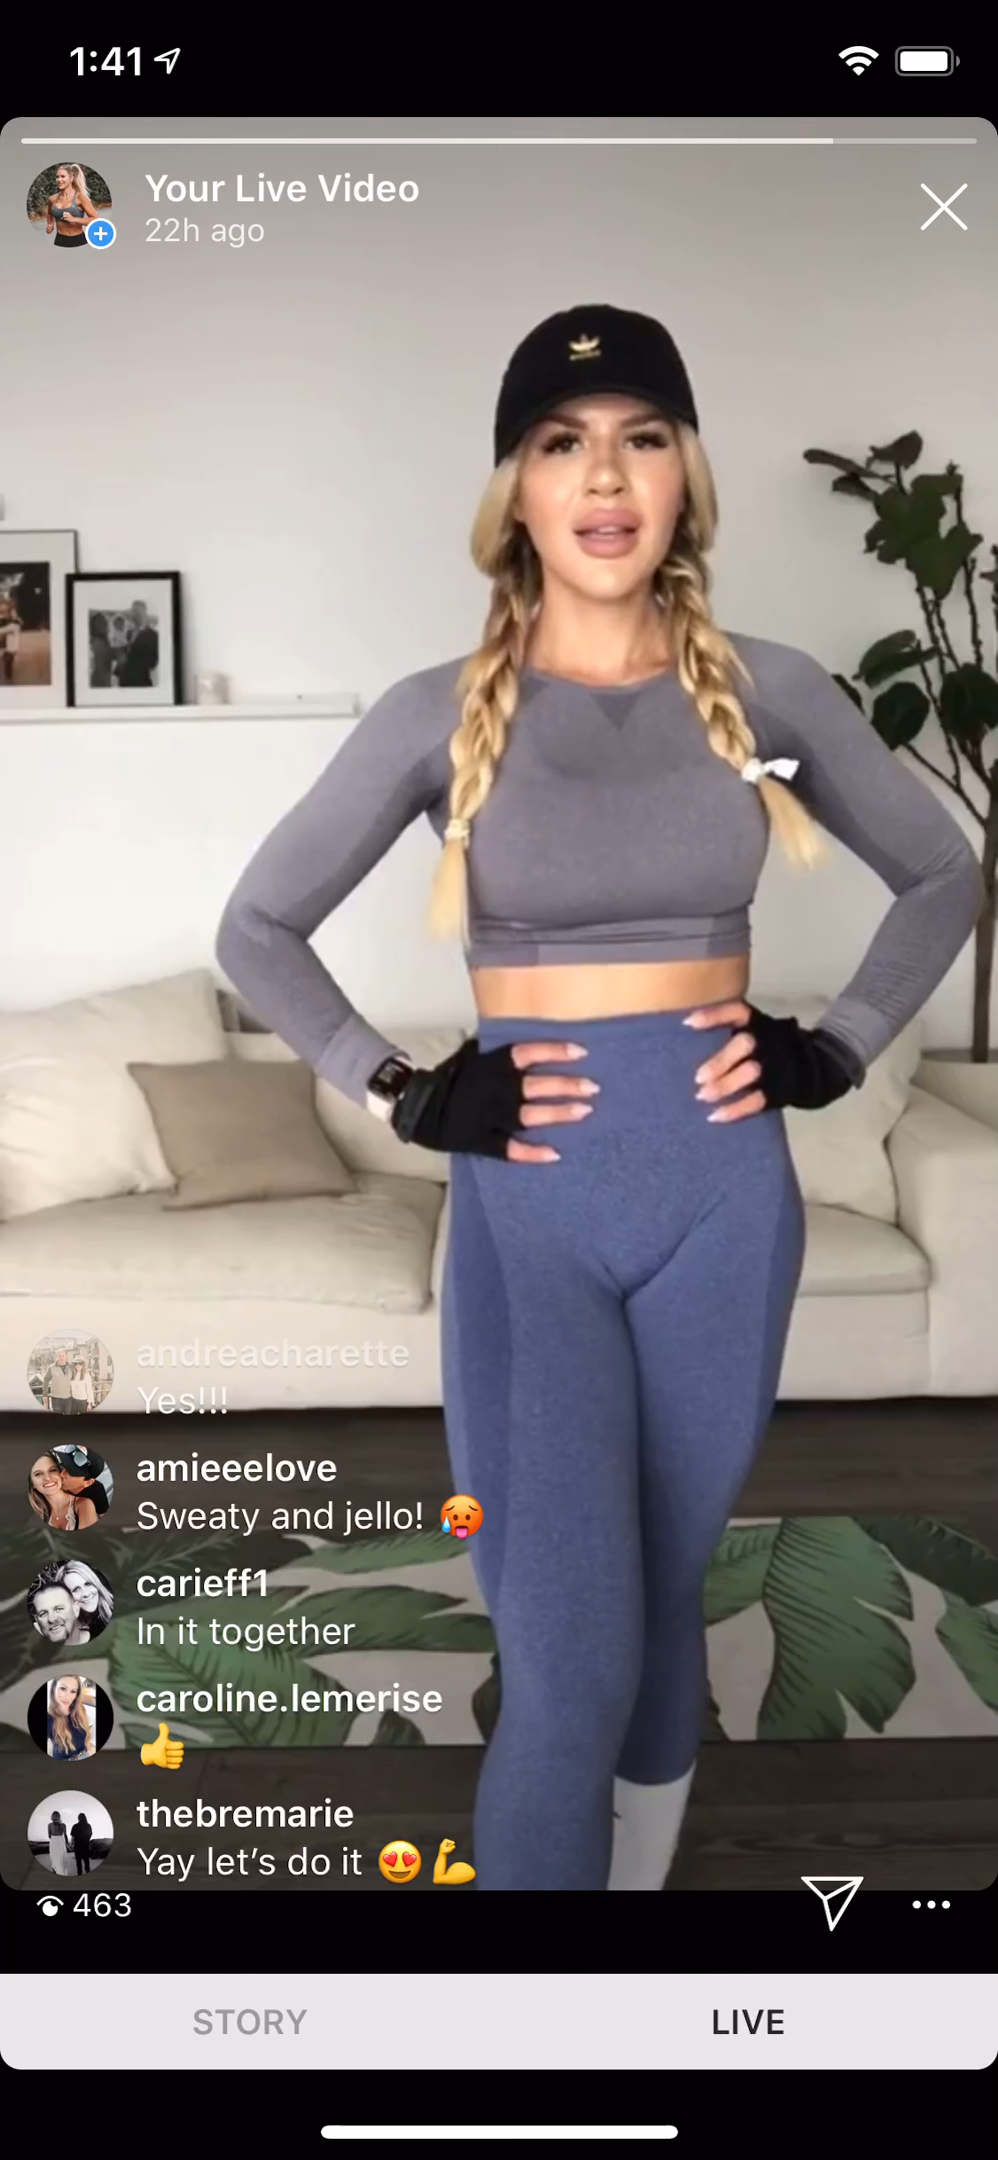 1:41
Your Live Video
22h ago
andreacharette
Yes!!!
amieeelove
Sweaty and jello! 🥵
carieff1
In it together
caroline.lemerise
👍
thebremarie
Yay let’s do it 😍💪
463
STORY
LIVE